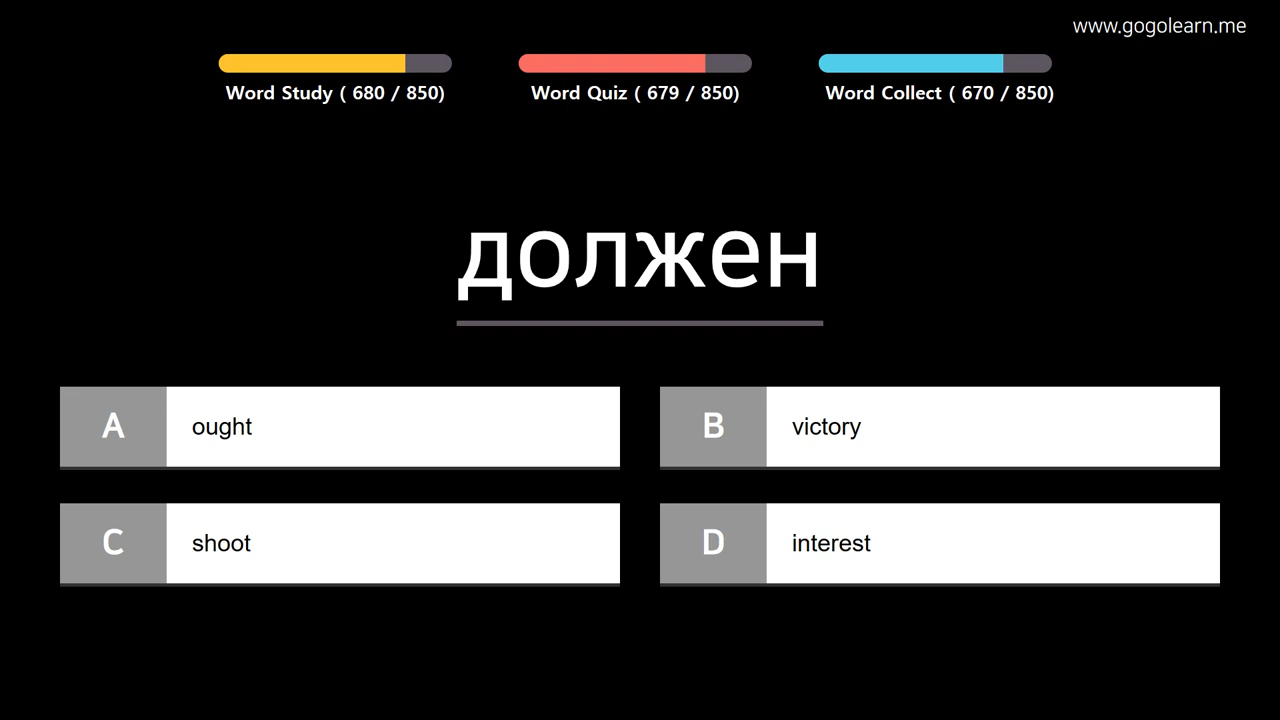 www.gogolearn.me
Word Study ( 680 / 850)
Word Quiz ( 679 / 850)
Word Collect ( 670 / 850)
должен
A ought
B victory
C shoot
D interest